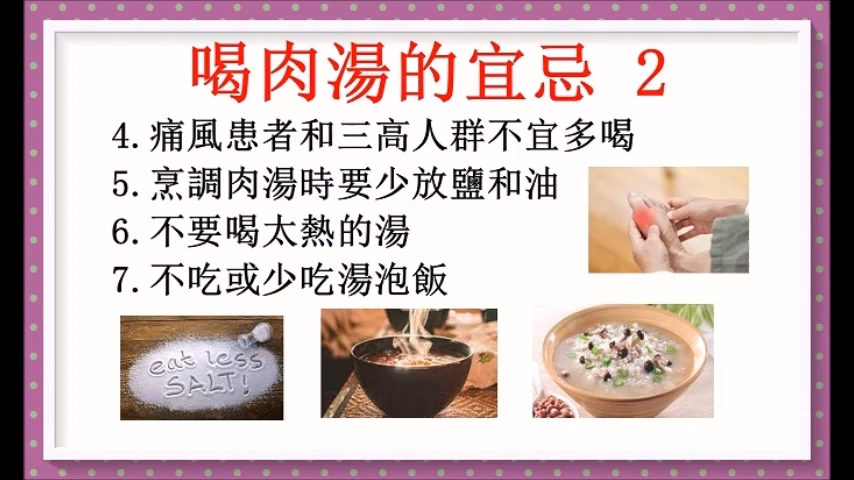 喝肉湯的宜忌 2
4.痛風患者和三高人群不宜多喝
5.烹調肉湯時要少放鹽和油
6.不要喝太熱的湯
7.不吃或少吃湯泡飯
eat less
SALT!